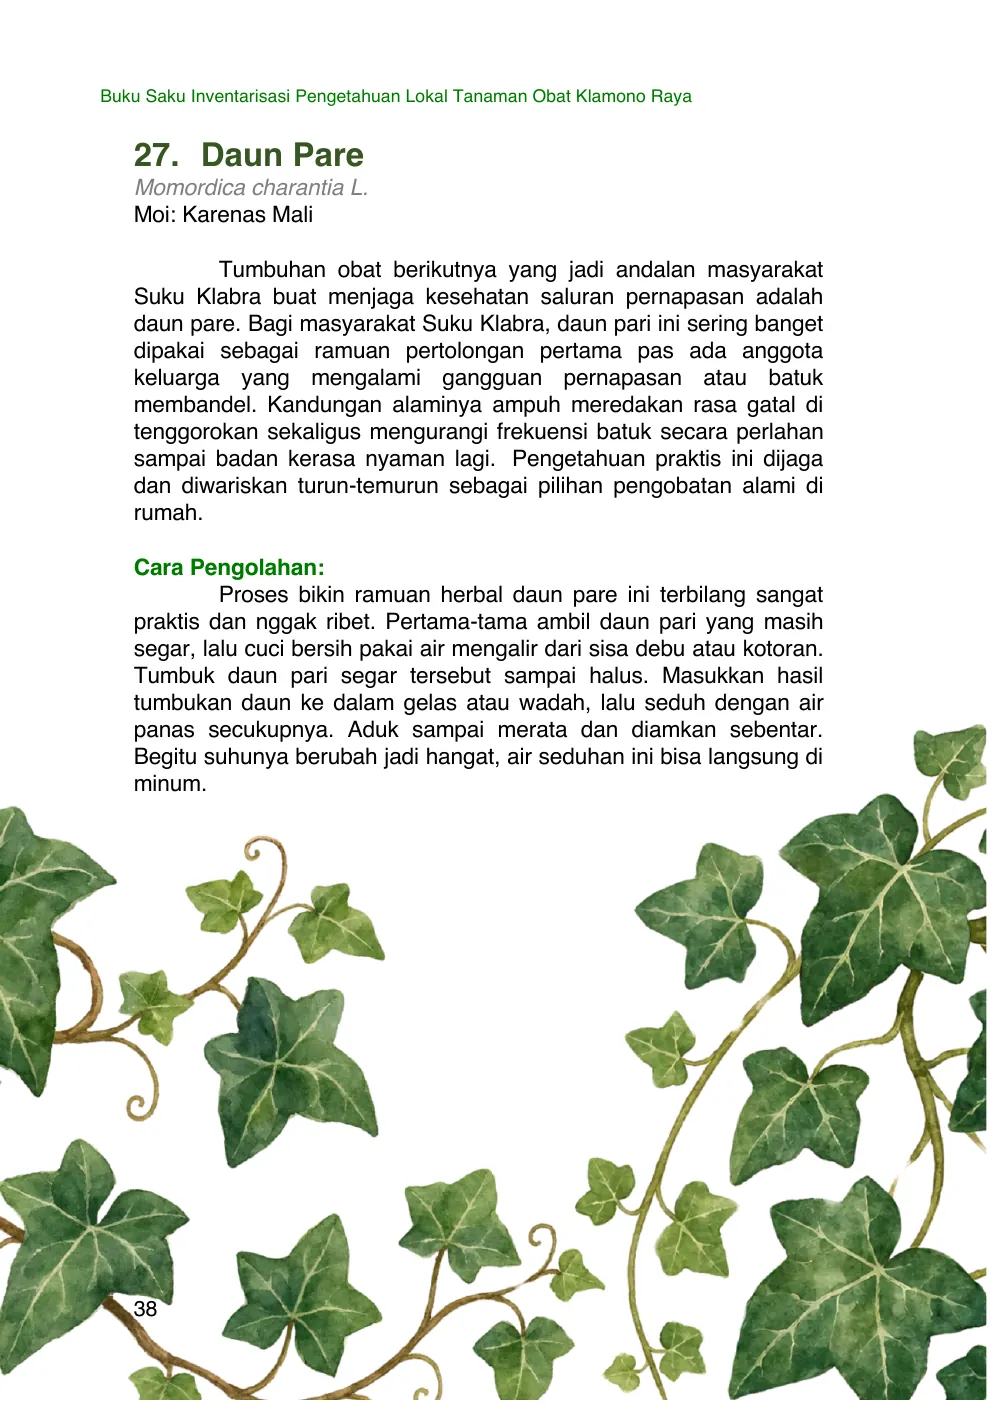 Buku Saku Inventarisasi Pengetahuan Lokal Tanaman Obat Klamono Raya
27. Daun Pare
Momordica charantia L.
Moi: Karenas Mali
Tumbuhan obat berikutnya yang jadi andalan masyarakat
Suku Klabra buat menjaga kesehatan saluran pernapasan adalah
daun pare. Bagi masyarakat Suku Klabra, daun pari ini sering banget
dipakai sebagai ramuan pertolongan pertama pas ada anggota
keluarga yang mengalami gangguan pernapasan atau batuk
membandel. Kandungan alaminya ampuh meredakan rasa gatal di
tenggorokan sekaligus mengurangi frekuensi batuk secara perlahan
sampai badan kerasa nyaman lagi. Pengetahuan praktis ini dijaga
dan diwariskan turun-temurun sebagai pilihan pengobatan alami di
rumah.
Cara Pengolahan:
Proses bikin ramuan herbal daun pare ini terbilang sangat
praktis dan nggak ribet. Pertama-tama ambil daun pari yang masih
segar, lalu cuci bersih pakai air mengalir dari sisa debu atau kotoran.
Tumbuk daun pari segar tersebut sampai halus. Masukkan hasil
tumbukan daun ke dalam gelas atau wadah, lalu seduh dengan air
panas secukupnya. Aduk sampai merata dan diamkan sebentar.
Begitu suhunya berubah jadi hangat, air seduhan ini bisa langsung di
minum.
38